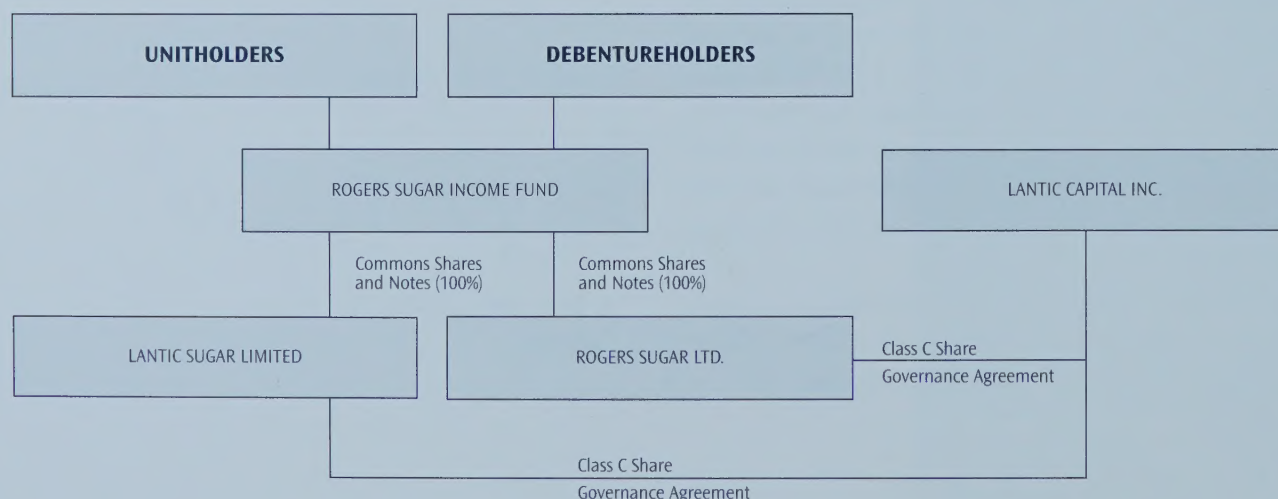 UNITHOLDERS
DEBENTUREHOLDERS
ROGERS SUGAR INCOME FUND
LANTIC CAPITAL INC.
Commons Shares
and Notes (100%)
Commons Shares
and Notes (100%)
LANTIC SUGAR LIMITED
ROGERS SUGAR LTD.
Class C Share
Governance Agreement
Class C Share
Governance Agreement